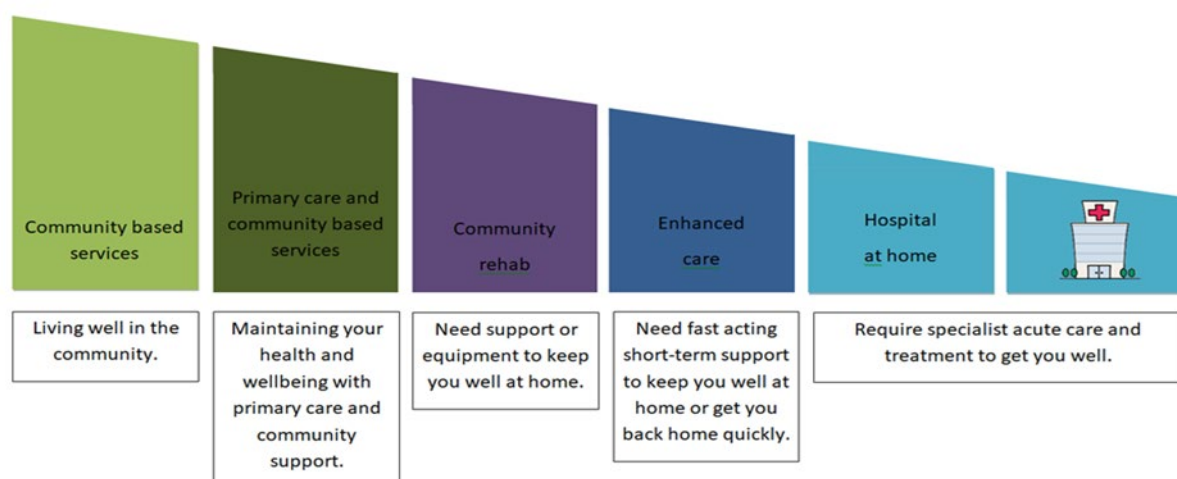 Community based
services
Primary care and
community based
services
Community
rehab
Enhanced
care
Hospital
at home
Living well in the
community.
Maintaining your
health and
wellbeing with
primary care and
community
support.
Need support or
equipment to keep
you well at home.
Need fast acting
short-term support
to keep you well at
home or get you
back home quickly.
Require specialist acute care and
treatment to get you well.